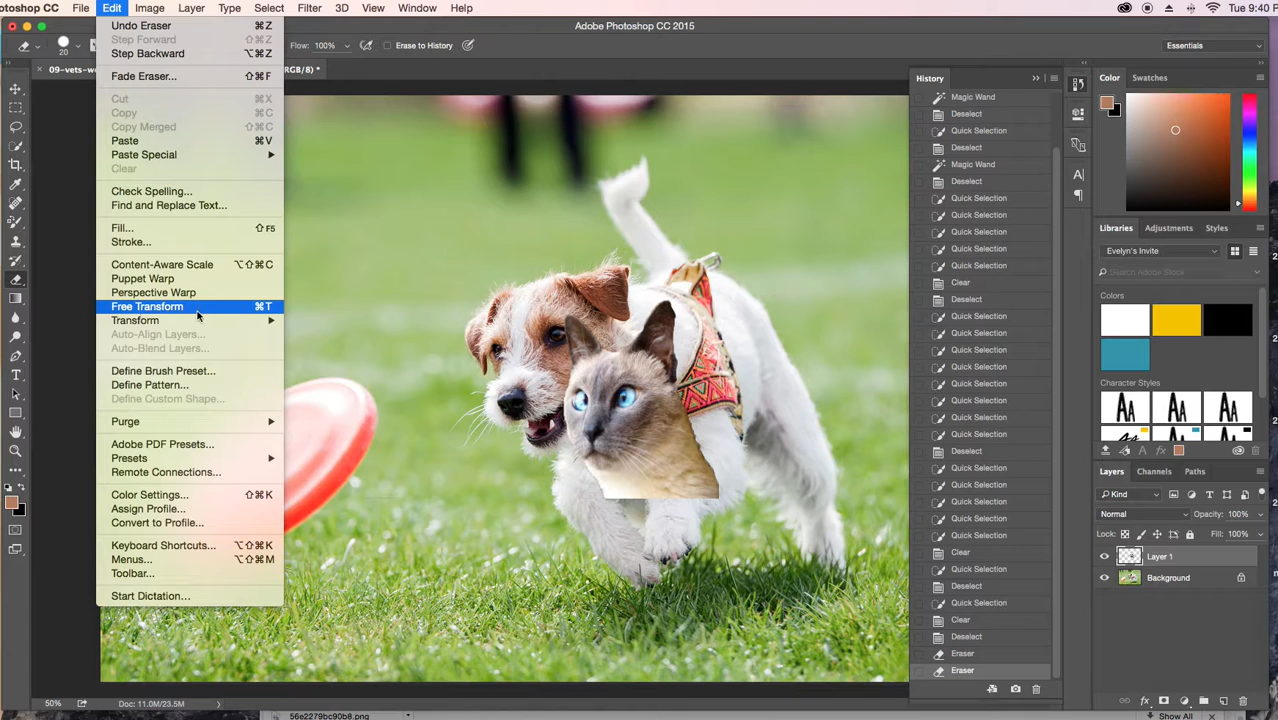 otoshop CC File Edit Image Layer Type Select Filter 3D View Window Help Tue 9:40
Adobe Photoshop CC 2015
20 Flow: 100% Erase to History Essentials
09-vets-w RGB/8) *
Undo Eraser ⌘Z
Step Forward ⇧⌘Z
Step Backward ⌥⌘Z
Fade Eraser... ⇧⌘F
Cut ⌘X
Copy ⌘C
Copy Merged ⇧⌘C
Paste ⌘V
Paste Special
Clear
Check Spelling...
Find and Replace Text...
Fill... ⇧F5
Stroke...
Content-Aware Scale ⌥⇧⌘C
Puppet Warp
Perspective Warp
Free Transform ⌘T
Transform
Auto-Align Layers...
Auto-Blend Layers...
Define Brush Preset...
Define Pattern...
Define Custom Shape...
Purge
Adobe PDF Presets...
Presets
Remote Connections...
Color Settings... ⇧⌘K
Assign Profile...
Convert to Profile...
Keyboard Shortcuts... ⌥⇧⌘K
Menus... ⌥⇧⌘M
Toolbar...
Start Dictation...
50% Doc: 11.0M/23.5M
56e2279bc90b8.png
Show All
History
Magic Wand
Deselect
Quick Selection
Deselect
Magic Wand
Deselect
Quick Selection
Quick Selection
Quick Selection
Quick Selection
Quick Selection
Clear
Deselect
Quick Selection
Quick Selection
Quick Selection
Quick Selection
Quick Selection
Quick Selection
Quick Selection
Quick Selection
Deselect
Quick Selection
Quick Selection
Quick Selection
Quick Selection
Quick Selection
Clear
Quick Selection
Deselect
Quick Selection
Clear
Deselect
Eraser
Eraser
Color Swatches
Libraries Adjustments Styles
Evelyn's Invite
Search Adobe Stock
Colors
Character Styles
Layers Channels Paths
Kind
Normal Opacity: 100%
Lock: Fill: 100%
Layer 1
Background